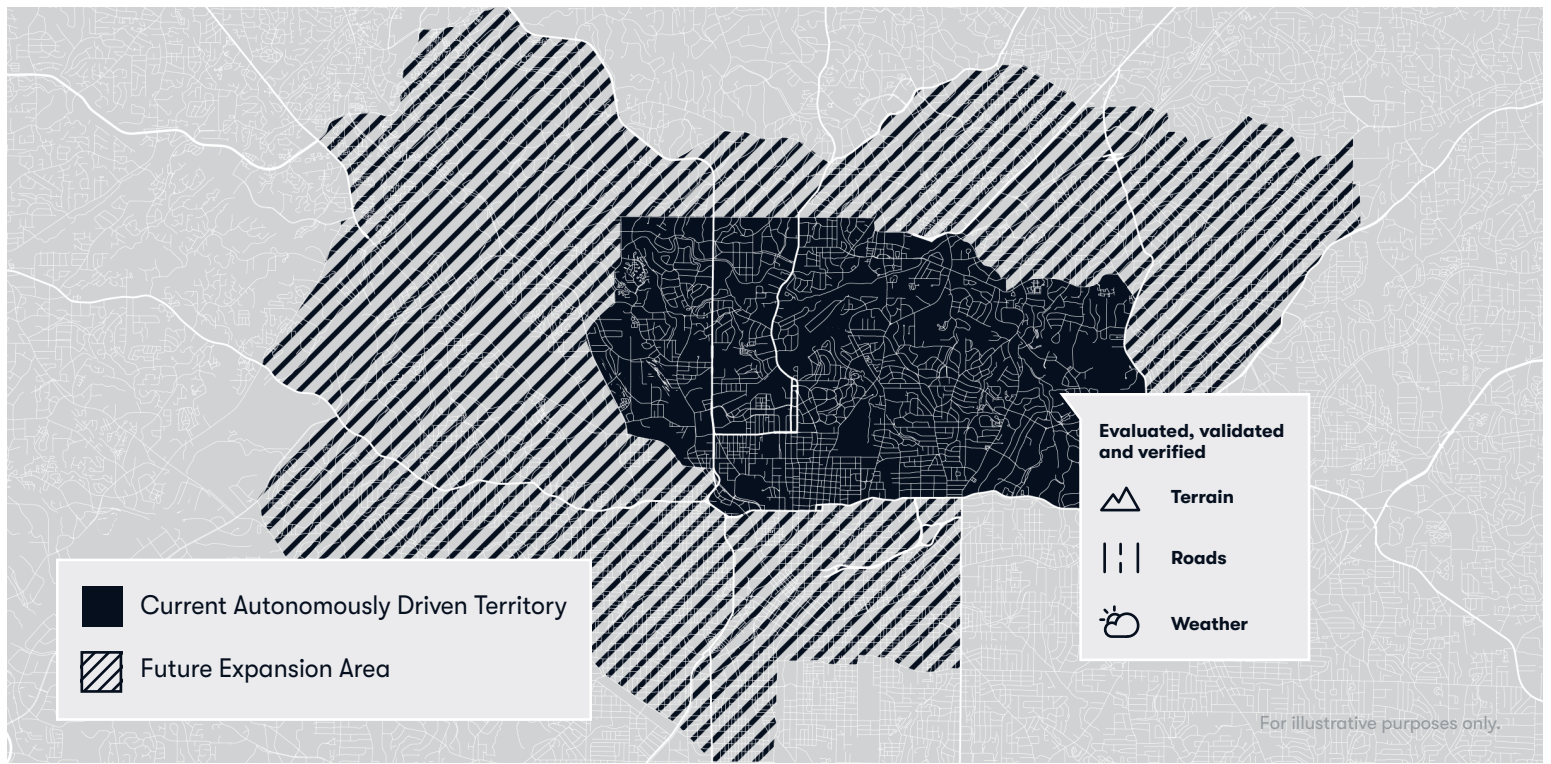 Evaluated, validated
and verified
Terrain
Roads
Weather
Current Autonomously Driven Territory
Future Expansion Area
For illustrative purposes only.